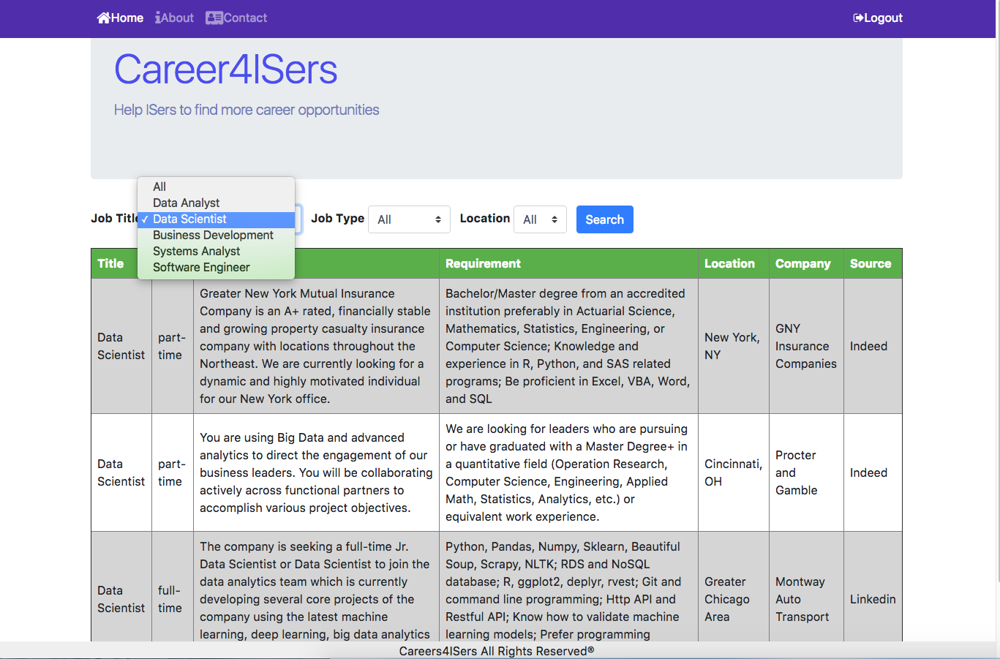 Home About Contact Logout
Career4ISers
Help ISers to find more career opportunities
All
Data Analyst
✓ Data Scientist
Business Development
Systems Analyst
Software Engineer
Job Title Job Type All Location All Search
Title Requirement Location Company Source
Data
Scientist
part-
time
Greater New York Mutual Insurance
Company is an A+ rated, financially stable
and growing property casualty insurance
company with locations throughout the
Northeast. We are currently looking for a
dynamic and highly motivated individual
for our New York office.
Bachelor/Master degree from an accredited
institution preferably in Actuarial Science,
Mathematics, Statistics, Engineering, or
Computer Science; Knowledge and
experience in R, Python, and SAS related
programs; Be proficient in Excel, VBA, Word,
and SQL
New York,
NY
GNY
Insurance
Companies
Indeed
Data
Scientist
part-
time
You are using Big Data and advanced
analytics to direct the engagement of our
business leaders. You will be collaborating
actively across functional partners to
accomplish various project objectives.
We are looking for leaders who are pursuing
or have graduated with a Master Degree+ in
a quantitative field (Operation Research,
Computer Science, Engineering, Applied
Math, Statistics, Analytics, etc.) or
equivalent work experience.
Cincinnati,
OH
Procter
and
Gamble
Indeed
Data
Scientist
full-
time
The company is seeking a full-time Jr.
Data Scientist or Data Scientist to join the
data analytics team which is currently
developing several core projects of the
company using the latest machine
learning, deep learning, big data analytics
Python, Pandas, Numpy, Sklearn, Beautiful
Soup, Scrapy, NLTK; RDS and NoSQL
database; R, ggplot2, deplyr, rvest; Git and
command line programming; Http API and
Restful API; Know how to validate machine
learning models; Prefer programming
Greater
Chicago
Area
Montway
Auto
Transport
Linkedin
Careers4ISers All Rights Reserved®